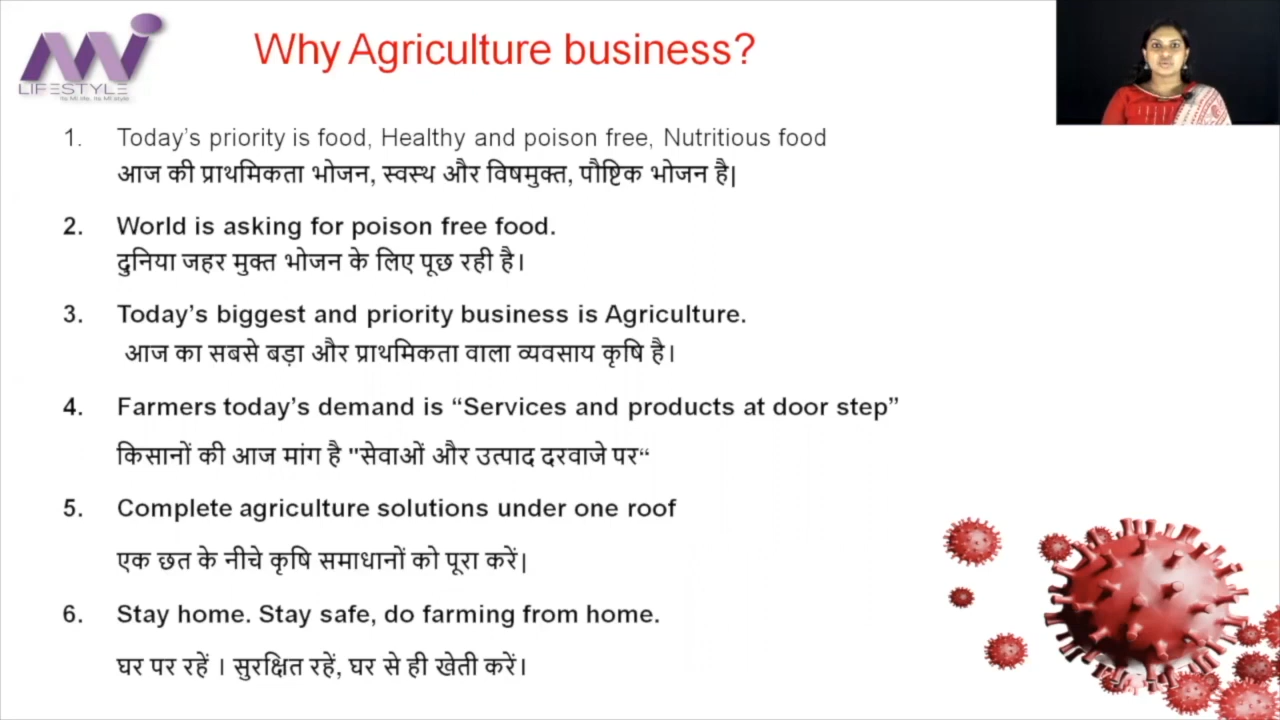 Mi
LIFESTYLE
Why Agriculture business?
1. Today's priority is food, Healthy and poison free, Nutritious food
आज की प्राथमिकता भोजन, स्वस्थ और विषमुक्त, पौष्टिक भोजन है|
2. World is asking for poison free food.
दुनिया जहर मुक्त भोजन के लिए पूछ रही है।
3. Today's biggest and priority business is Agriculture.
आज का सबसे बड़ा और प्राथमिकता वाला व्यवसाय कृषि है।
4. Farmers today's demand is “Services and products at door step”
किसानों की आज मांग है "सेवाओं और उत्पाद दरवाजे पर“
5. Complete agriculture solutions under one roof
एक छत के नीचे कृषि समाधानों को पूरा करें|
6. Stay home. Stay safe, do farming from home.
घर पर रहें । सुरक्षित रहें, घर से ही खेती करें।